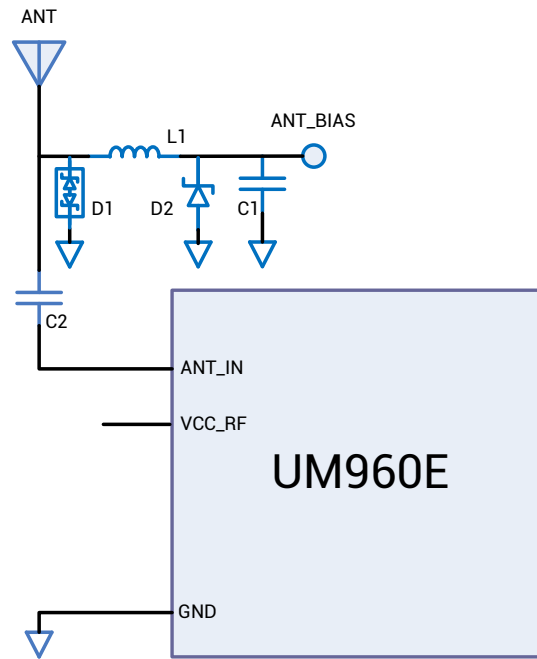 ANT
L1
ANT_BIAS
D1
D2
C1
C2
ANT_IN
VCC_RF
UM960E
GND